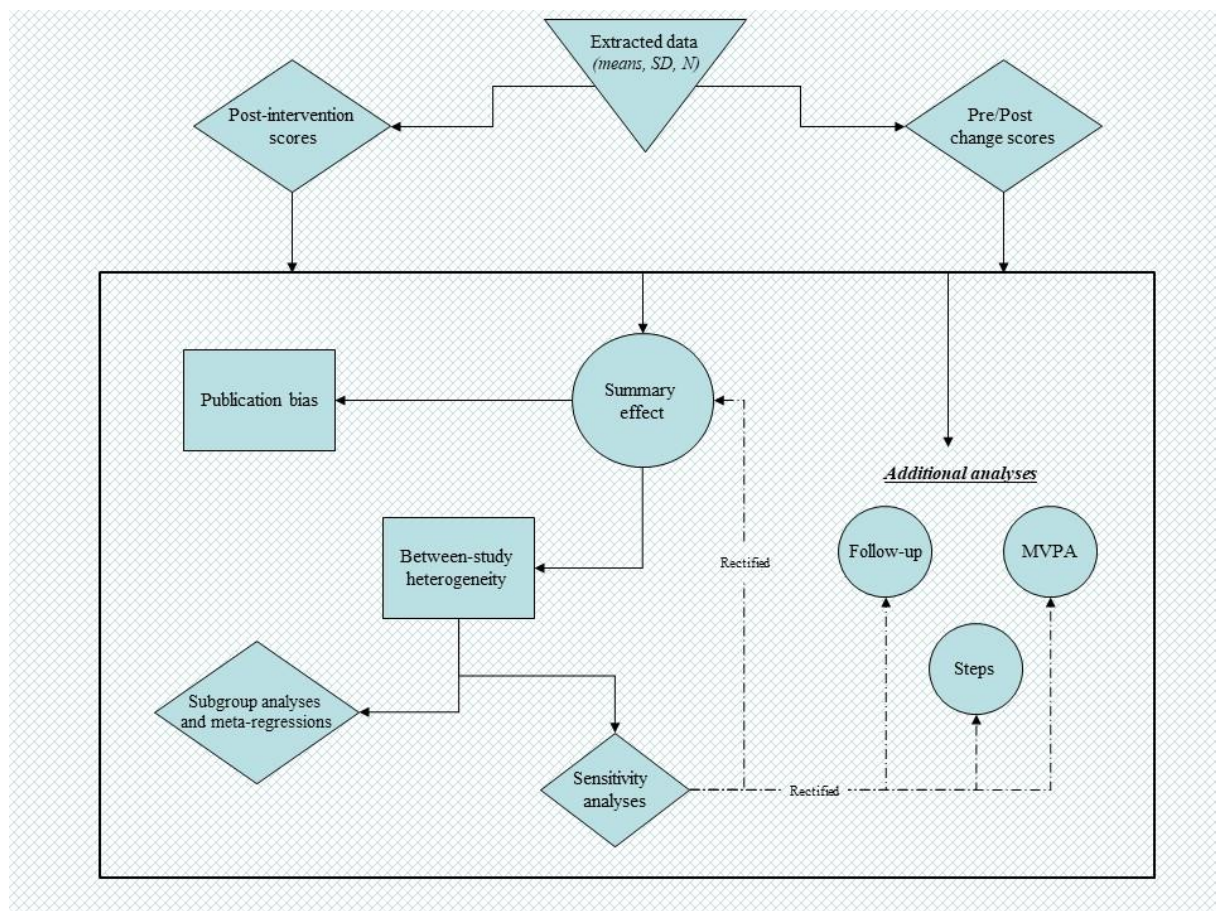 Extracted data
(means, SD, N)
Post-intervention
scores
Pre/Post
change scores
Summary
effect
Publication bias
Additional analyses
Between-study
heterogeneity
Rectified
Follow-up
MVPA
Steps
Subgroup analyses
and meta-regressions
Sensitivity
analyses
Rectified